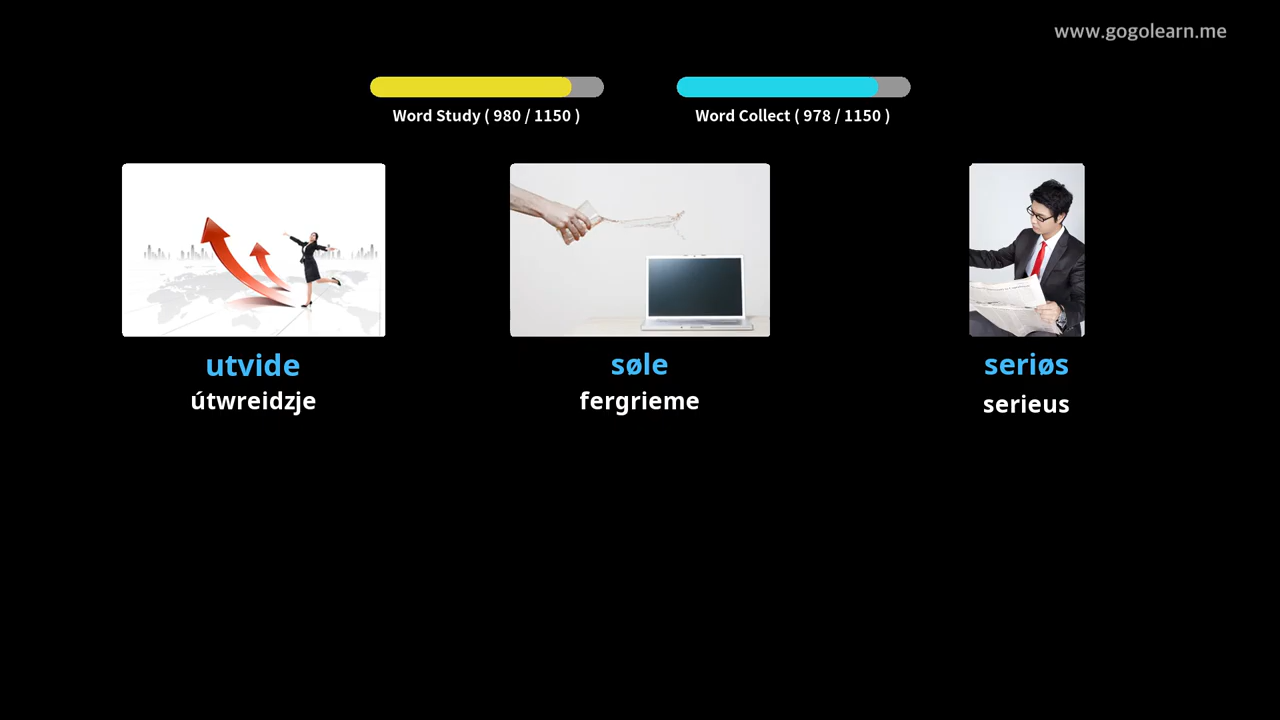 www.gogolearn.me
Word Study ( 980 / 1150 )
Word Collect ( 978 / 1150 )
utvide
søle
seriøs
útwreidzje
fergrieme
serieus